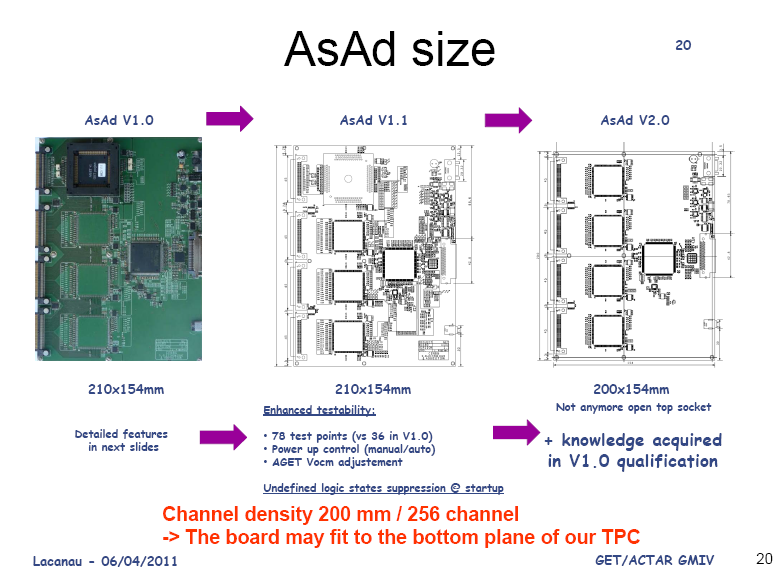 AsAd size
20
AsAd V1.0
AsAd V1.1
AsAd V2.0
210x154mm
210x154mm
200x154mm
Detailed features
in next slides
Enhanced testability:
• 78 test points (vs 36 in V1.0)
• Power up control (manual/auto)
• AGET Vocm adjustement
Undefined logic states suppression @ startup
Not anymore open top socket
+ knowledge acquired
in V1.0 qualification
Channel density 200 mm / 256 channel
-> The board may fit to the bottom plane of our TPC
Lacanau - 06/04/2011
GET/ACTAR GMIV
20